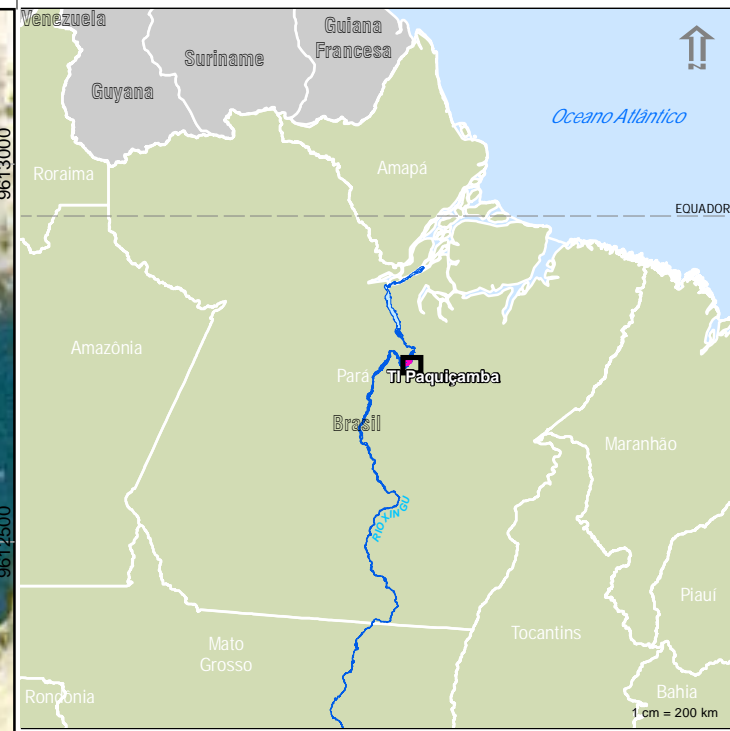 Venezuela
Guiana
Francesa
Suriname
Guyana
N
Oceano Atlântico
9613000
Roraima
Amapá
EQUADOR
Amazônia
Pará
TI Paquiçamba
Brasil
Maranhão
RIO XINGU
9612500
Piauí
Tocantins
Mato
Grosso
Rondônia
Bahia
1 cm = 200 km